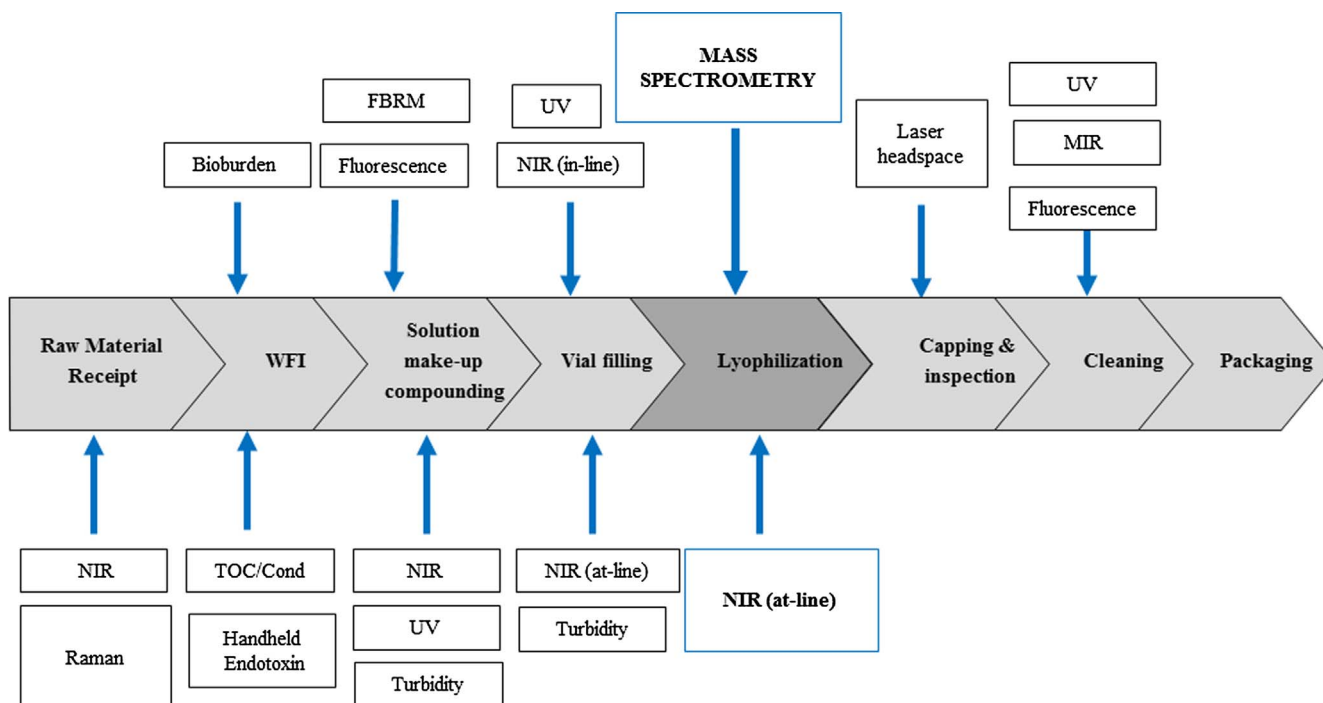 MASS
SPECTROMETRY
FBRM
UV
UV
Laser
headspace
MIR
Bioburden
Fluorescence
NIR (in-line)
Fluorescence
Raw Material
Receipt
WFI
Solution
make-up
compounding
Vial filling
Lyophilization
Capping &
inspection
Cleaning
Packaging
NIR
TOC/Cond
NIR
NIR (at-line)
NIR (at-line)
Raman
Handheld
Endotoxin
UV
Turbidity
Turbidity